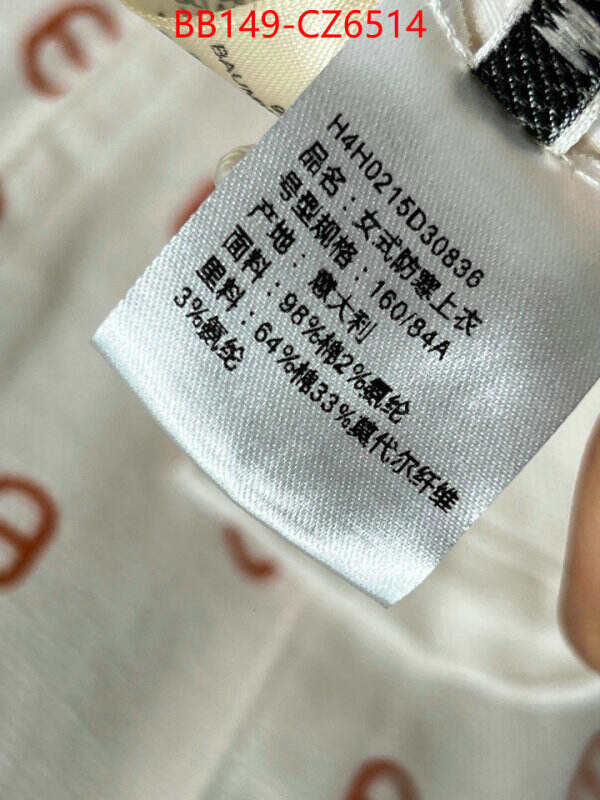 BB149-CZ6514
BAUM
H4H0215D30836
品名：女式防寒上衣
号型规格：160/84A
产地：意大利
面料：98%棉2%氨纶
里料：64%棉33%莫代尔纤维
3%氨纶